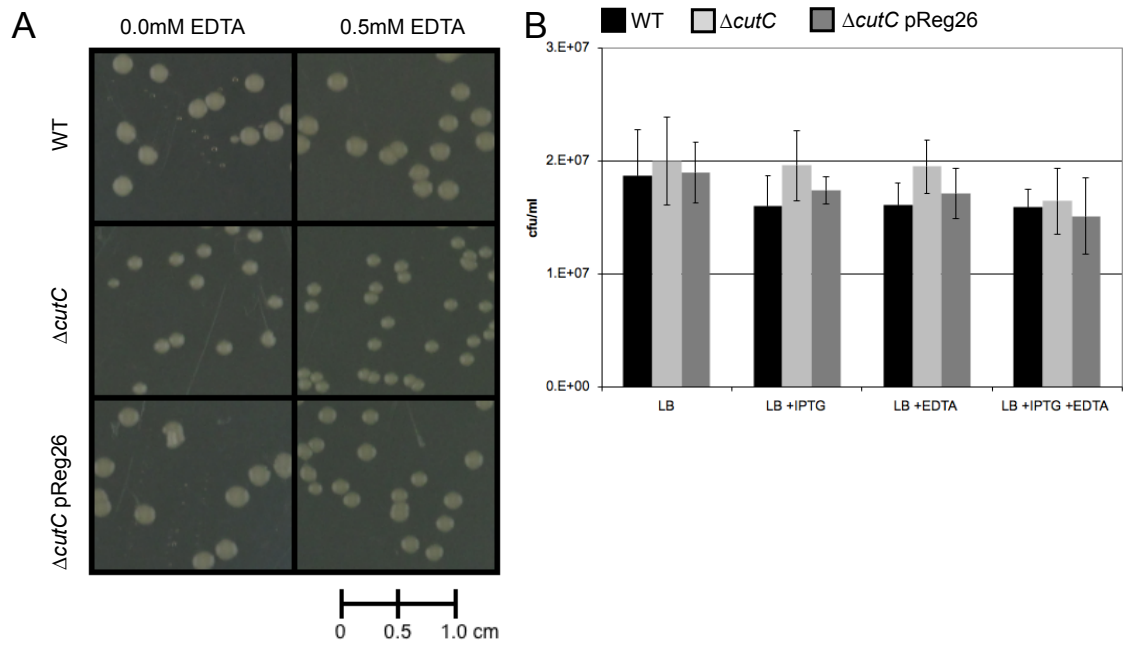 A
0.0mM EDTA
0.5mM EDTA
WT
ΔcutC
ΔcutC pReg26
0 0.5 1.0 cm
B
WT ΔcutC ΔcutC pReg26
3.E+07
2.E+07
1.E+07
0.E+00
cfu/ml
LB
LB +IPTG
LB +EDTA
LB +IPTG +EDTA